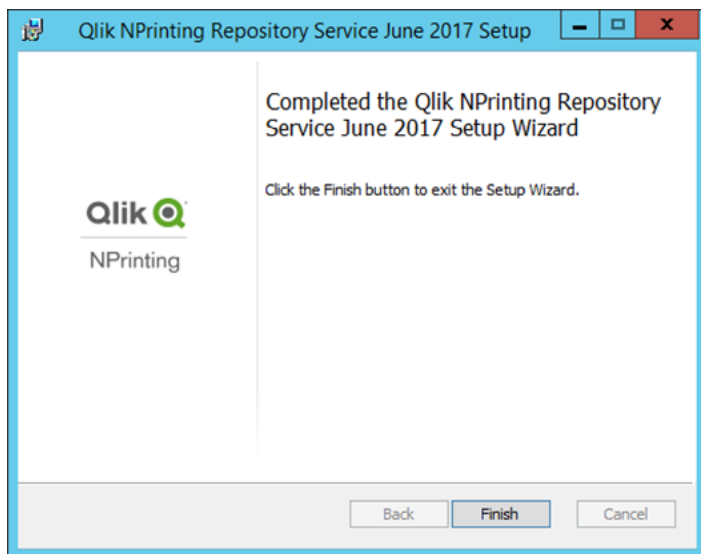 Qlik NPrinting Repository Service June 2017 Setup
Completed the Qlik NPrinting Repository
Service June 2017 Setup Wizard
Click the Finish button to exit the Setup Wizard.
Qlik
NPrinting
Back
Finish
Cancel